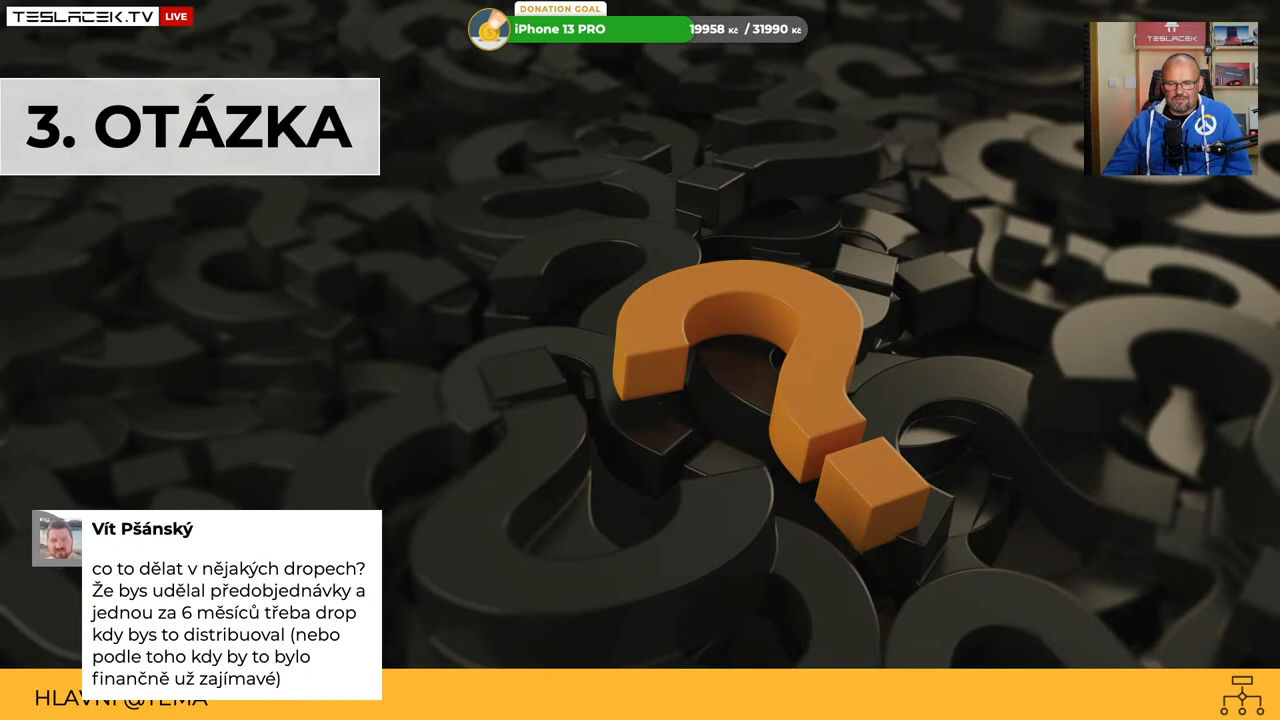 TESLACEK.TV LIVE
DONATION GOAL
iPhone 13 PRO 19958 Kč / 31990 Kč
TESLACEK
3. OTÁZKA
Vít Pšánský
co to dělat v nějakých dropech?
Že bys udělal předobjednávky a
jednou za 6 měsíců třeba drop
kdy bys to distribuoval (nebo
podle toho kdy by to bylo
finančně už zajímavé)
HLAVNÍ @TÉMA